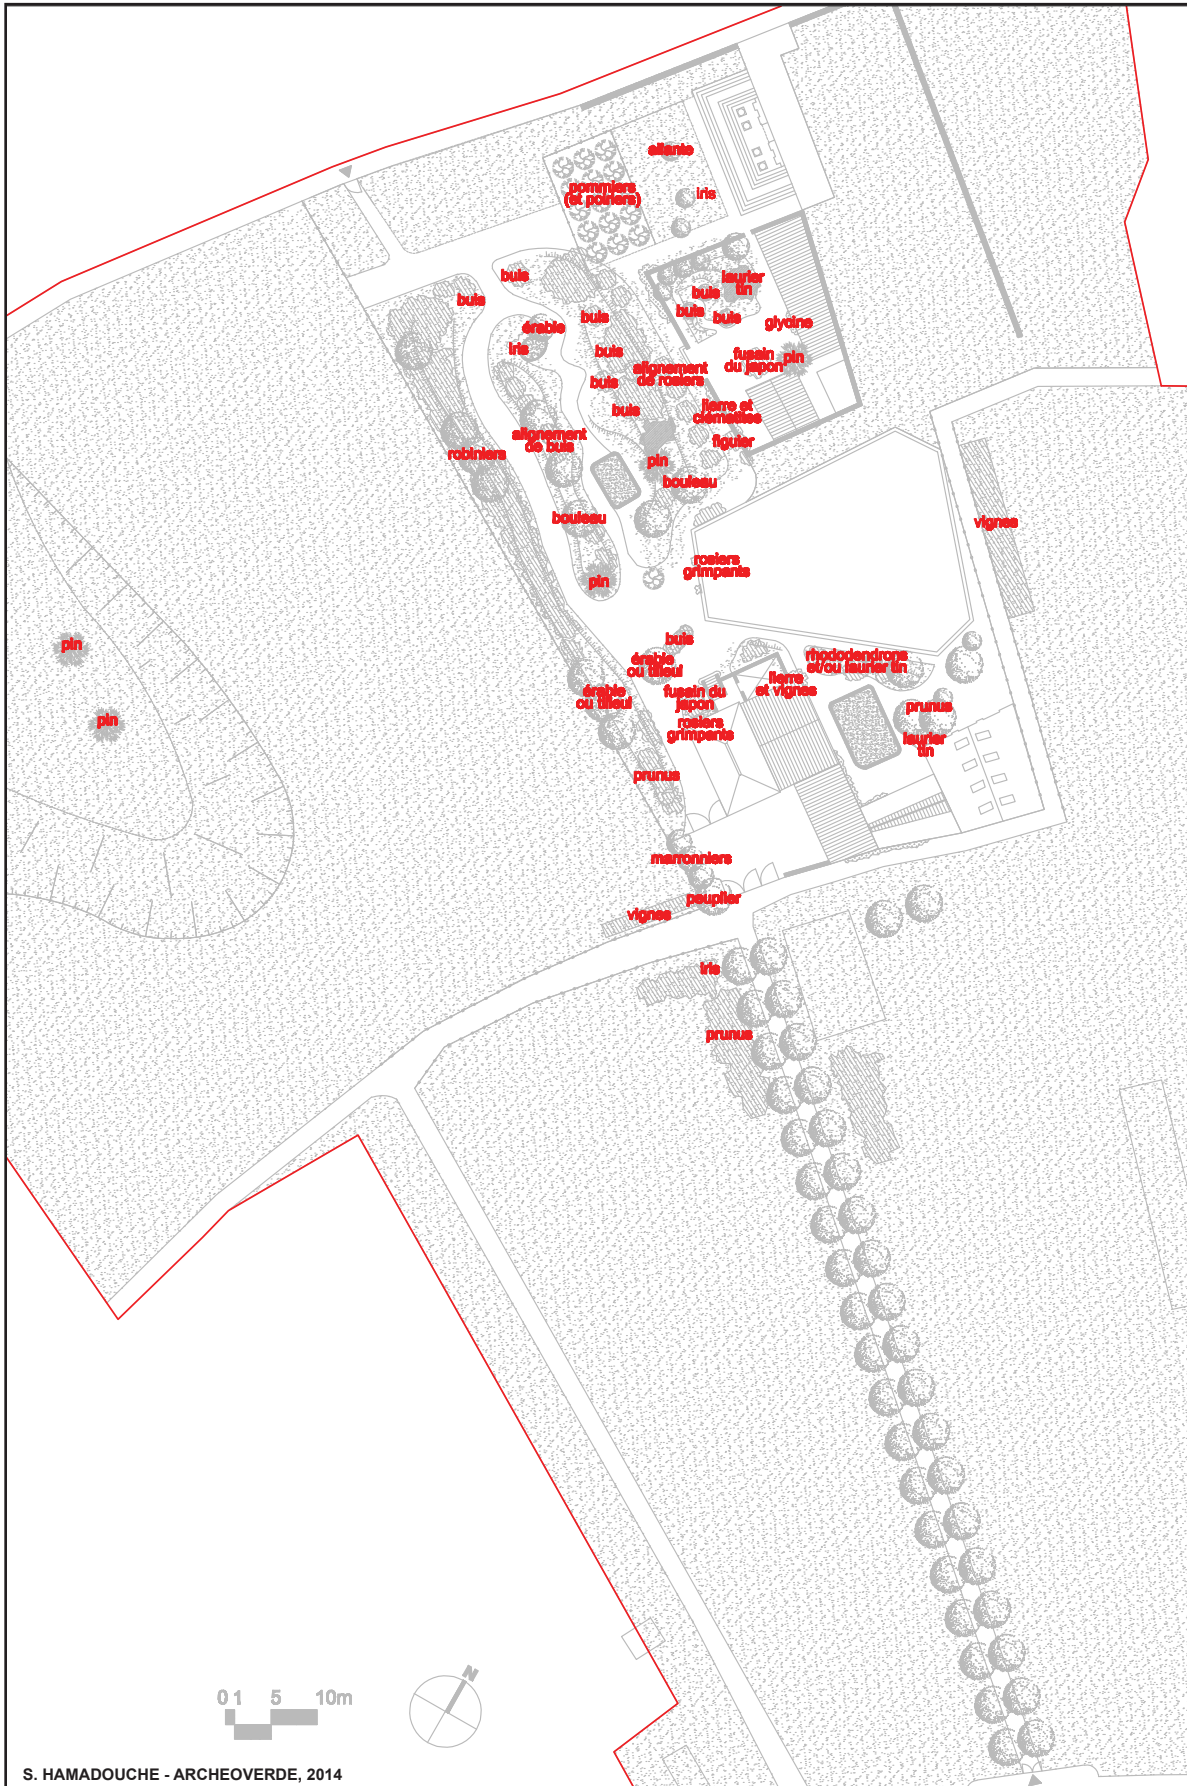 ailante
pommiers
(et poiriers)
iris
buis
laurier
tin
buis
buis
buis
buis
buis
glycine
érable
iris
buis
fusain
du japon
pin
alignement
de rosiers
buis
buis
lierre et
clématites
alignement
de buis
figuier
robiniers
pin
bouleau
bouleau
vignes
rosiers
grimpants
pin
buis
pin
érable
ou tilleul
rhododendrons
et/ou laurier tin
lierre
et vignes
érable
ou tilleul
fusain du
japon
prunus
pin
rosiers
grimpants
laurier
tin
prunus
marronniers
peuplier
vignes
iris
prunus
N
0 1 5 10m
S. HAMADOUCHE - ARCHEOVERDE, 2014